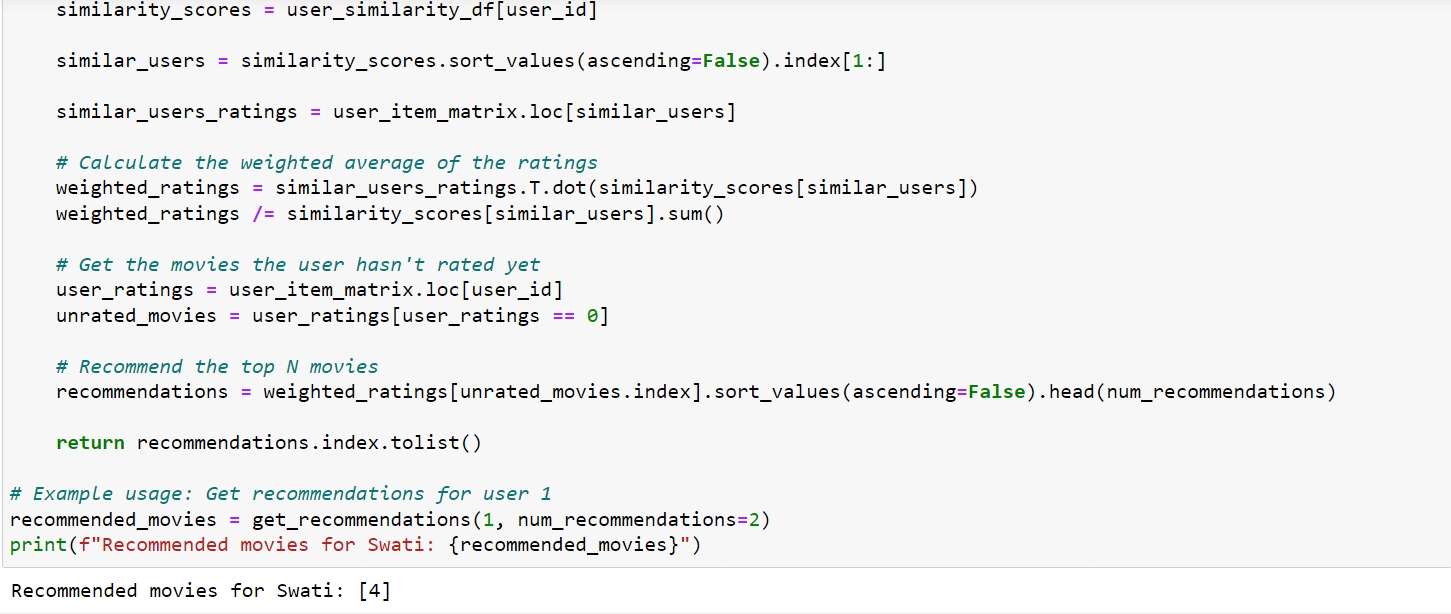 similarity_scores = user_similarity_df[user_id]
similar_users = similarity_scores.sort_values(ascending=False).index[1:]
similar_users_ratings = user_item_matrix.loc[similar_users]
# Calculate the weighted average of the ratings
weighted_ratings = similar_users_ratings.T.dot(similarity_scores[similar_users])
weighted_ratings /= similarity_scores[similar_users].sum()
# Get the movies the user hasn't rated yet
user_ratings = user_item_matrix.loc[user_id]
unrated_movies = user_ratings[user_ratings == 0]
# Recommend the top N movies
recommendations = weighted_ratings[unrated_movies.index].sort_values(ascending=False).head(num_recommendations)
return recommendations.index.tolist()
# Example usage: Get recommendations for user 1
recommended_movies = get_recommendations(1, num_recommendations=2)
print(f"Recommended movies for Swati: {recommended_movies}")
Recommended movies for Swati: [4]